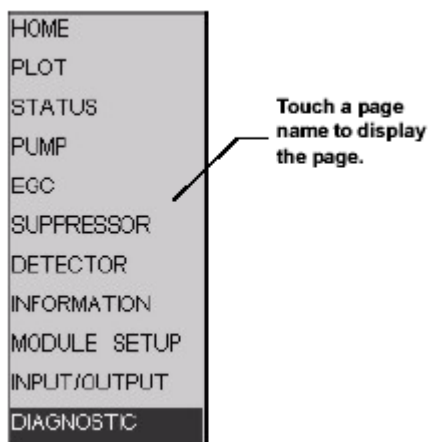 HOME
PLOT
STATUS
PUMP
EGC
SUPPRESSOR
DETECTOR
INFORMATION
MODULE SETUP
INPUT/OUTPUT
DIAGNOSTIC
Touch a page
name to display
the page.